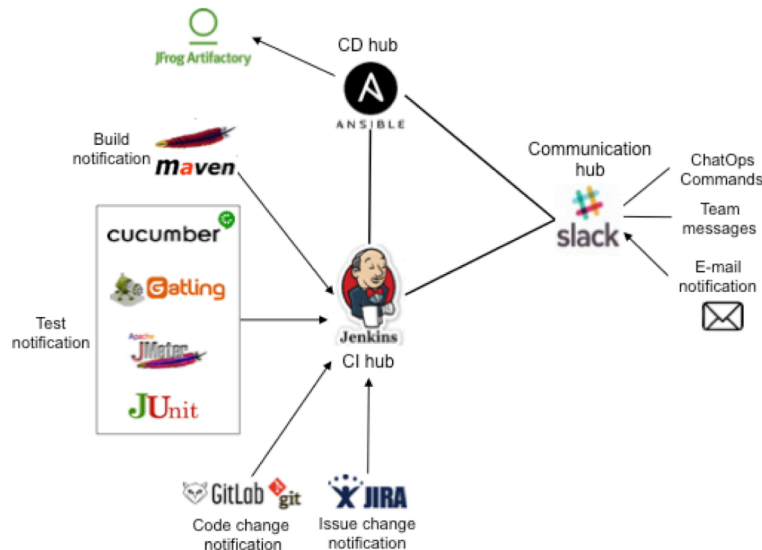 CD hub
JFrog Artifactory
ANSIBLE
Build
notification
maven
Communication
hub
slack
ChatOps
Commands
Team
messages
E-mail
notification
cucumber
Gatling
Test
notification
Apache
JMeter
JUnit
Jenkins
CI hub
GitLab
git
Code change
notification
JIRA
Issue change
notification